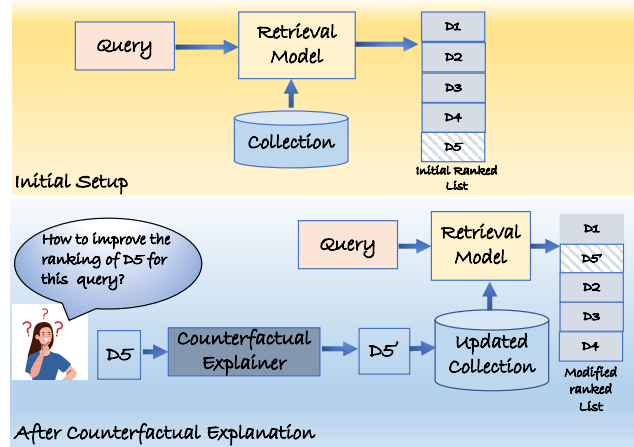 Query
Retrieval
Model
Collection
D1
D2
D3
D4
D5
Initial Ranked
List
Initial Setup
How to improve the
ranking of D5 for
this query?
? ? ?
D5
Counterfactual
Explainer
D5'
Query
Retrieval
Model
Updated
Collection
D1
D5'
D2
D3
D4
Modified
ranked
List
After Counterfactual Explanation